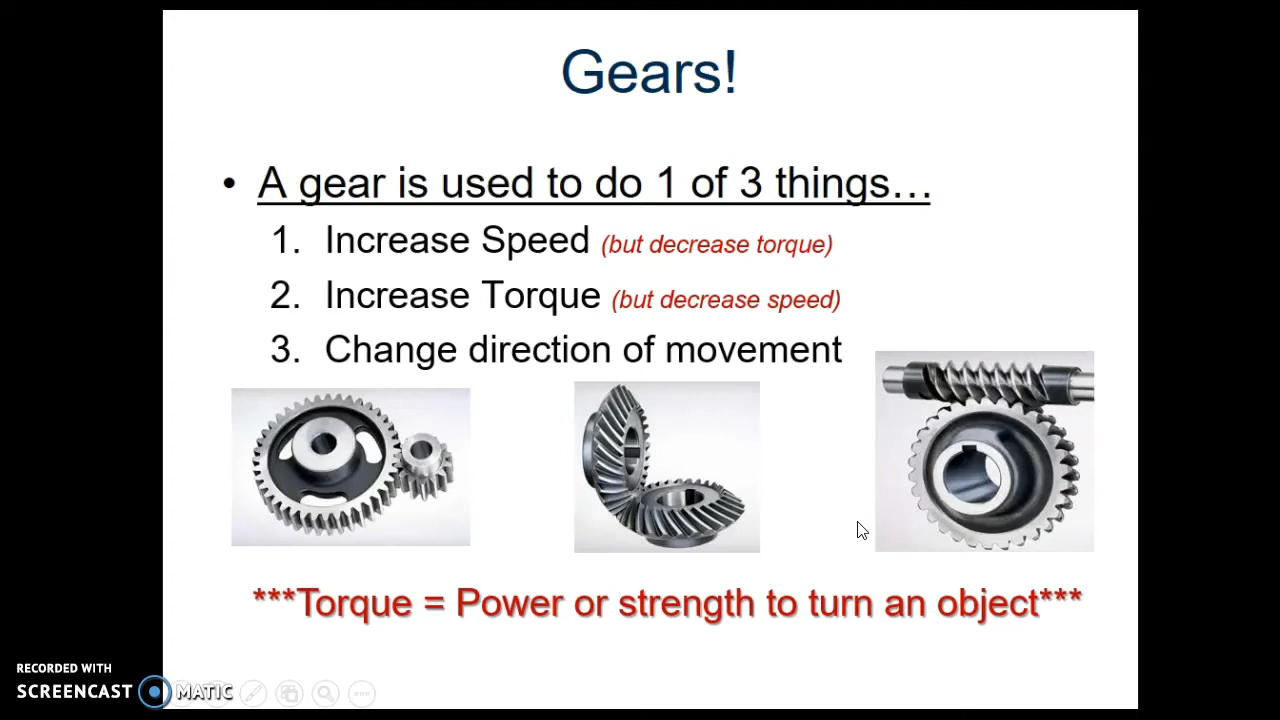 Gears!
• A gear is used to do 1 of 3 things…
1. Increase Speed (but decrease torque)
2. Increase Torque (but decrease speed)
3. Change direction of movement
***Torque = Power or strength to turn an object***
RECORDED WITH
SCREENCAST MATIC